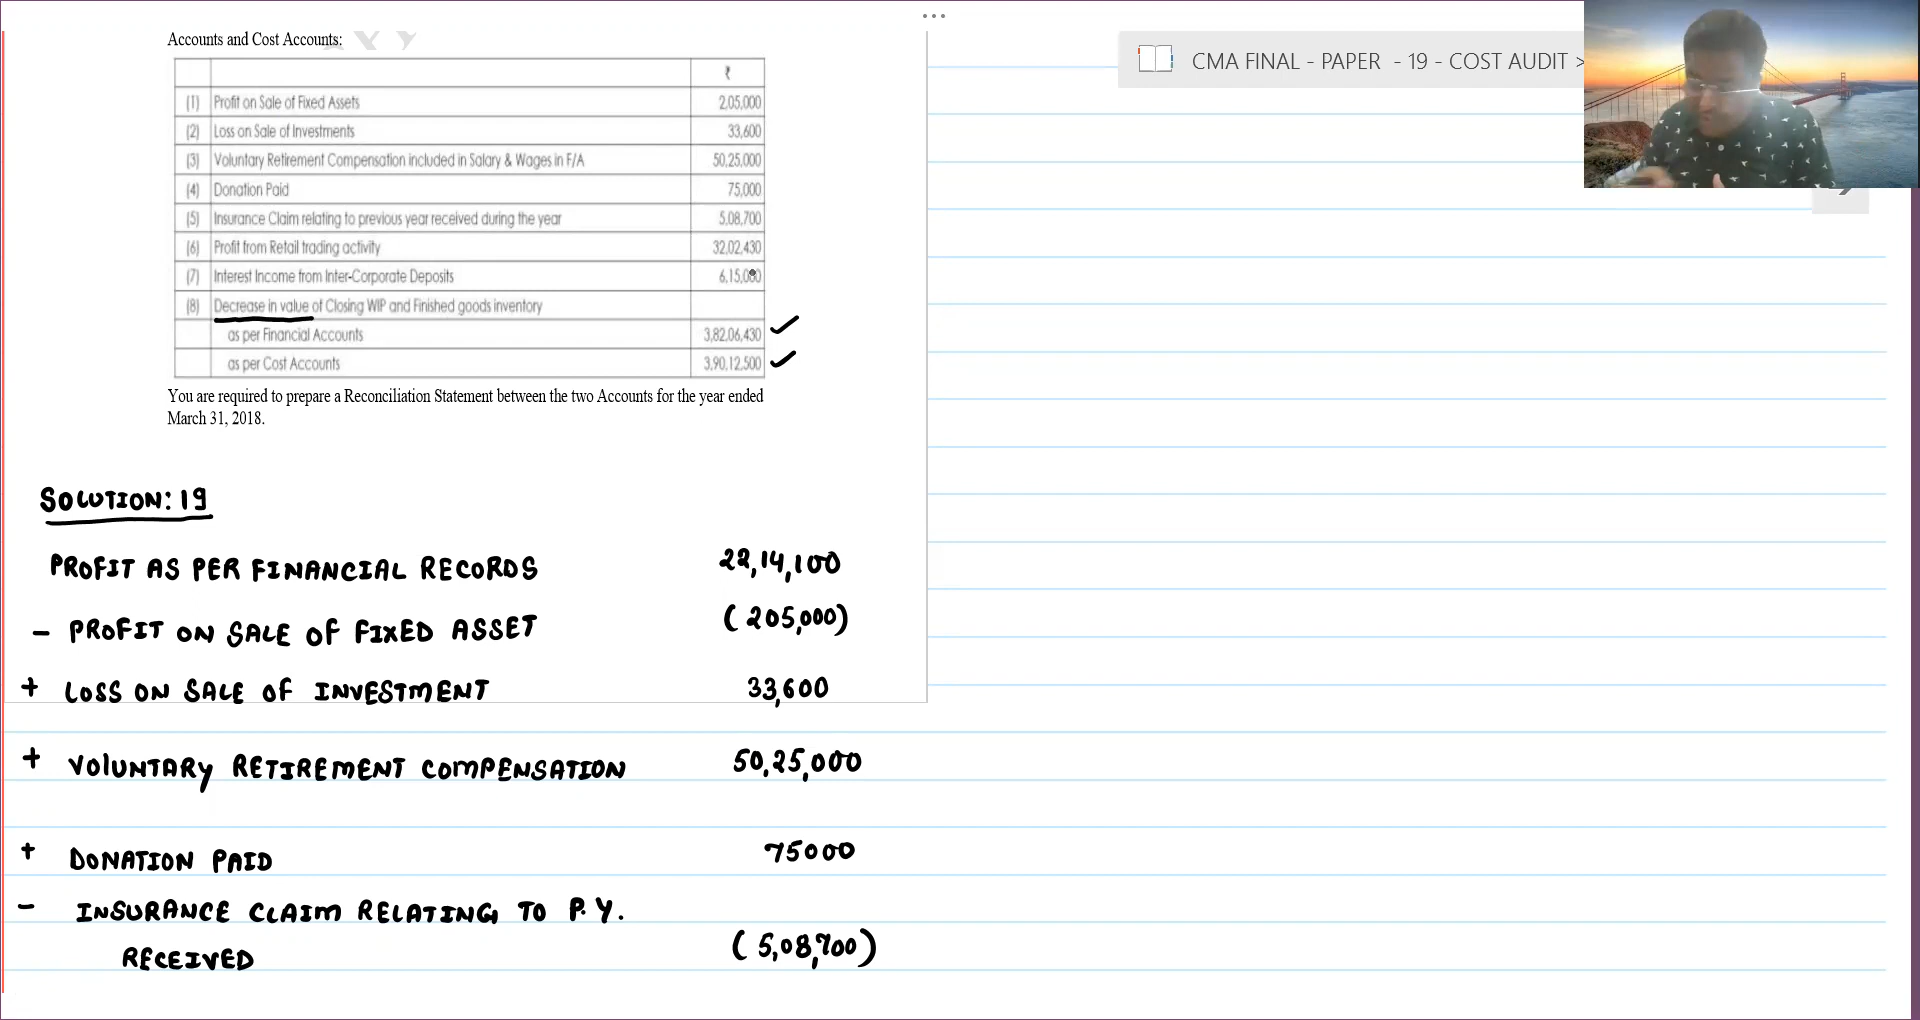 CMA FINAL - PAPER - 19 - COST AUDIT >
Accounts and Cost Accounts:
₹
(1) Profit on Sale of Fixed Assets 2,05,000
(2) Loss on Sale of Investments 33,600
(3) Voluntary Retirement Compensation included in Salary & Wages in F/A 50,25,000
(4) Donation Paid 75,000
(5) Insurance Claim relating to previous year received during the year 5,08,700
(6) Profit from Retail trading activity 32,02,430
(7) Interest Income from Inter-Corporate Deposits 6,15,000
(8) Decrease in value of Closing WIP and Finished goods inventory
as per Financial Accounts 3,82,06,430
as per Cost Accounts 3,90,12,500
You are required to prepare a Reconciliation Statement between the two Accounts for the year ended
March 31, 2018.
SOLUTION: 19
PROFIT AS PER FINANCIAL RECORDS 22,14,100
- PROFIT ON SALE OF FIXED ASSET (205,000)
+ LOSS ON SALE OF INVESTMENT 33,600
+ VOLUNTARY RETIREMENT COMPENSATION 50,25,000
+ DONATION PAID 75000
- INSURANCE CLAIM RELATING TO P.Y.
RECEIVED (5,08,700)